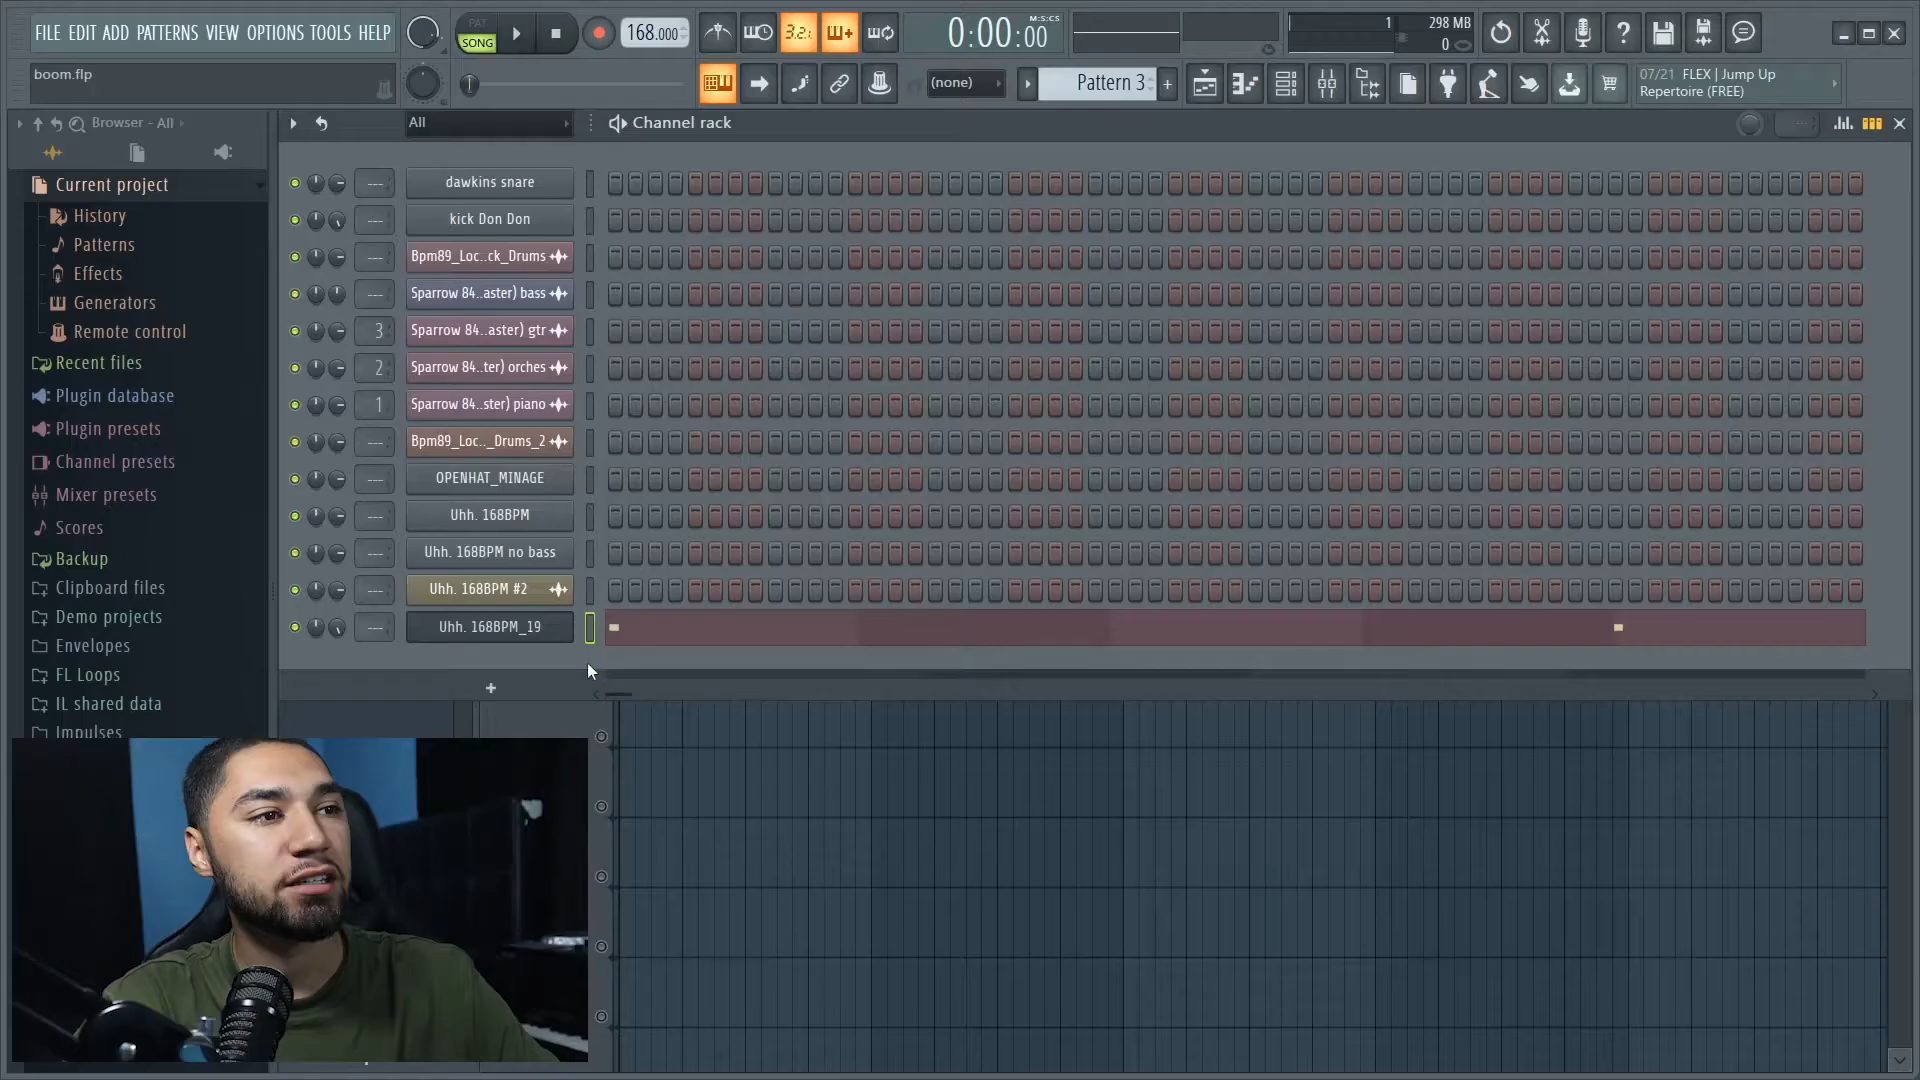 FILE EDIT ADD PATTERNS VIEW OPTIONS TOOLS HELP
PAT
SONG
168.000
3.2.
M:S:CS
0:00:00
1
298 MB
0
boom.flp
(none)
Pattern 3
+
07/21 FLEX | Jump Up
Repertoire (FREE)
Browser - All
All
Channel rack
Current project
History
Patterns
Effects
Generators
Remote control
Recent files
Plugin database
Plugin presets
Channel presets
Mixer presets
Scores
Backup
Clipboard files
Demo projects
Envelopes
FL Loops
IL shared data
Impulses
--- dawkins snare
--- kick Don Don
--- Bpm89_Loc..ck_Drums
--- Sparrow 84..aster) bass
3 Sparrow 84..aster) gtr
2 Sparrow 84..ter) orches
1 Sparrow 84..ster) piano
--- Bpm89_Loc.._Drums_2
--- OPENHAT_MINAGE
--- Uhh. 168BPM
--- Uhh. 168BPM no bass
--- Uhh. 168BPM #2
--- Uhh. 168BPM_19
+